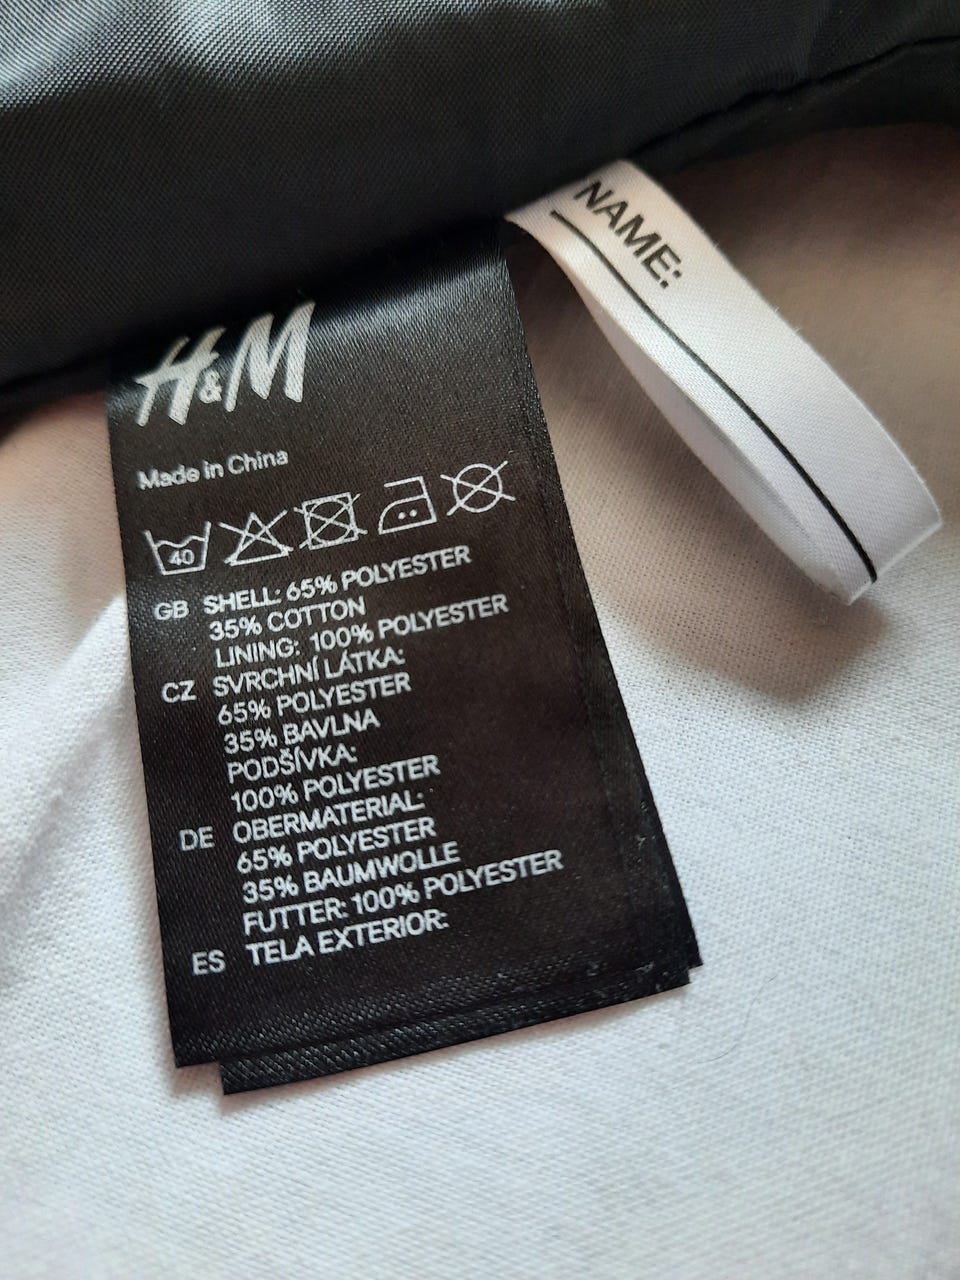 NAME:
H&M
Made in China
40
GB SHELL: 65% POLYESTER
35% COTTON
LINING: 100% POLYESTER
CZ SVRCHNÍ LÁTKA:
65% POLYESTER
35% BAVLNA
PODŠÍVKA:
100% POLYESTER
DE OBERMATERIAL:
65% POLYESTER
35% BAUMWOLLE
FUTTER: 100% POLYESTER
ES TELA EXTERIOR: